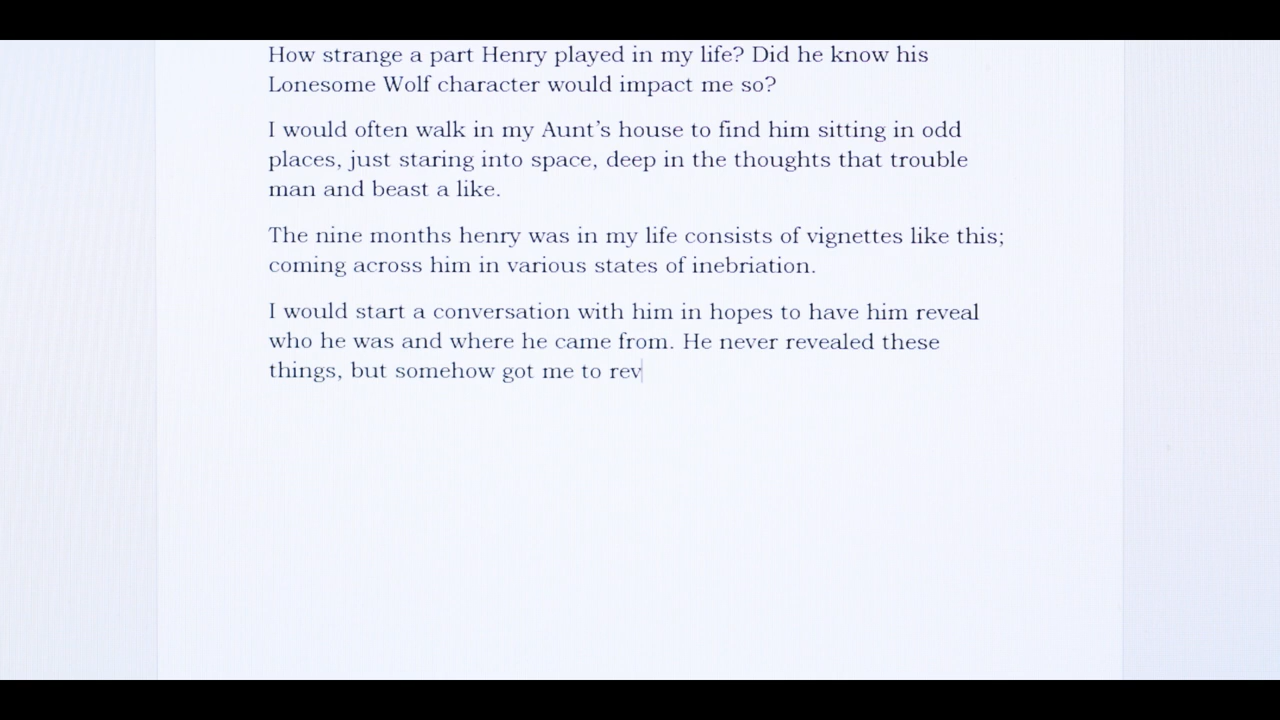 How strange a part Henry played in my life? Did he know his
Lonesome Wolf character would impact me so?
I would often walk in my Aunt's house to find him sitting in odd
places, just staring into space, deep in the thoughts that trouble
man and beast a like.
The nine months henry was in my life consists of vignettes like this;
coming across him in various states of inebriation.
I would start a conversation with him in hopes to have him reveal
who he was and where he came from. He never revealed these
things, but somehow got me to rev